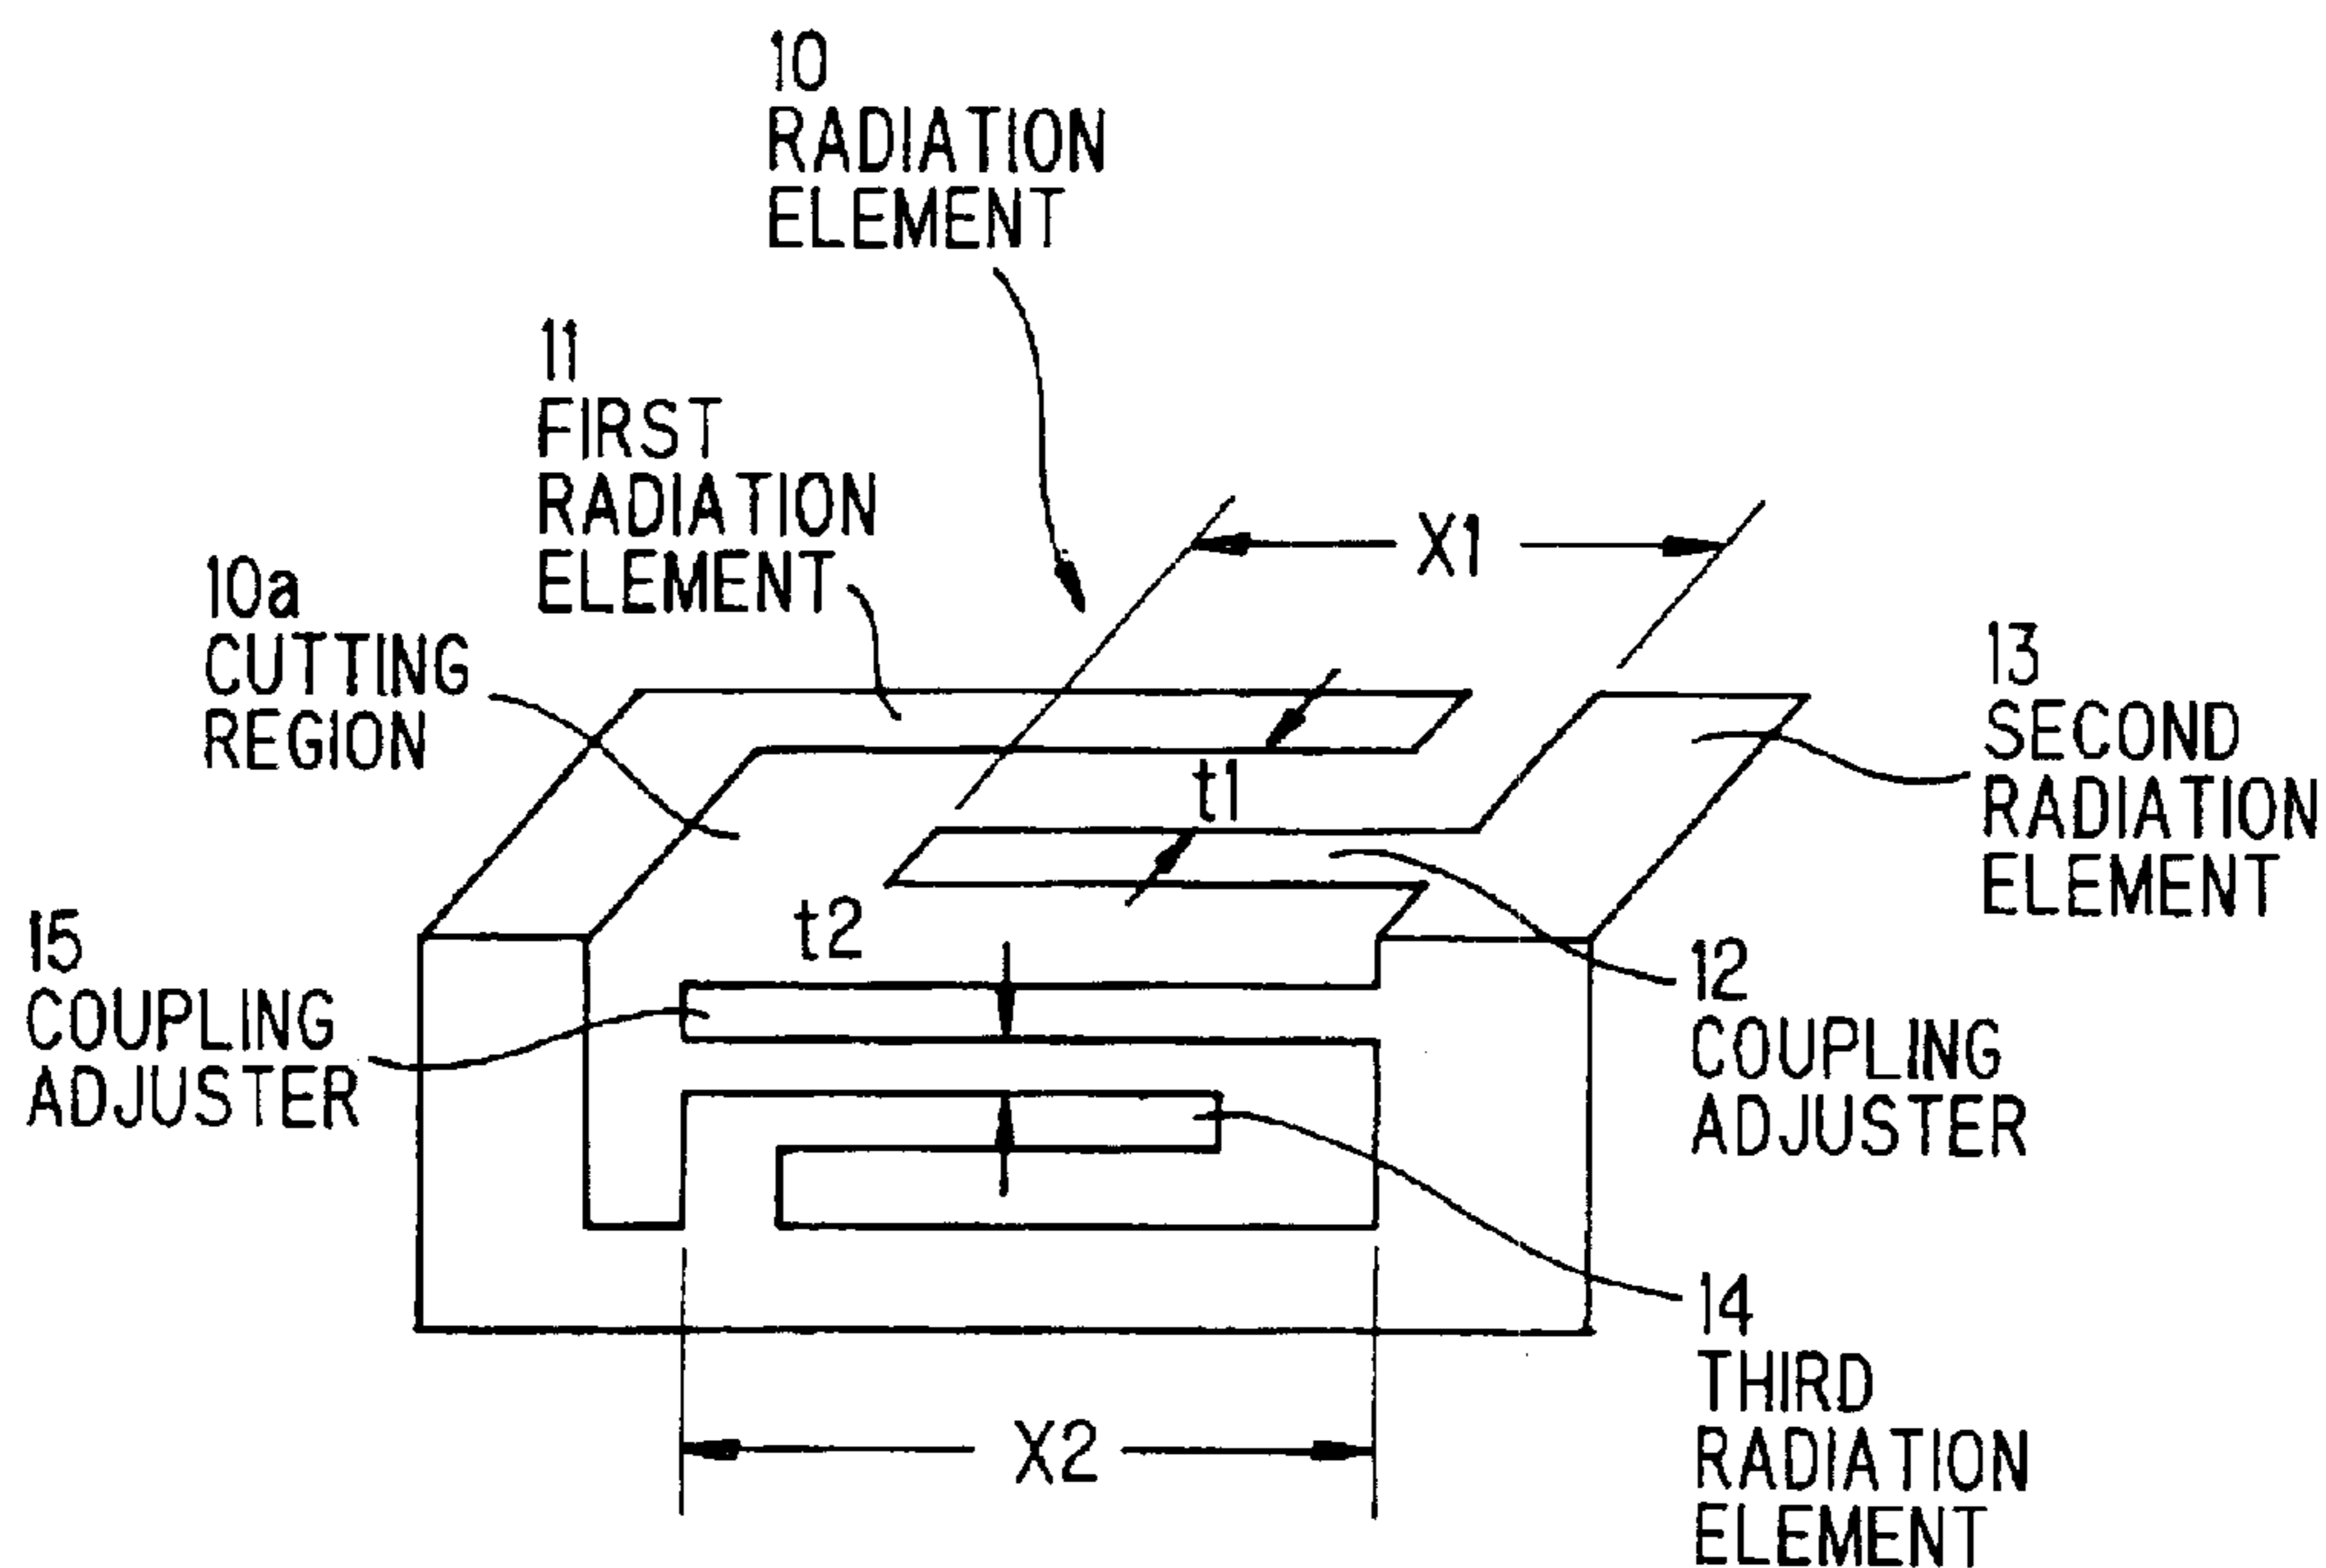 10
RADIATION
ELEMENT
11
FIRST
RADIATION
ELEMENT
X1
10a
CUTTING
REGION
13
SECOND
RADIATION
ELEMENT
t1
t2
15
COUPLING
ADJUSTER
12
COUPLING
ADJUSTER
14
THIRD
RADIATION
ELEMENT
X2